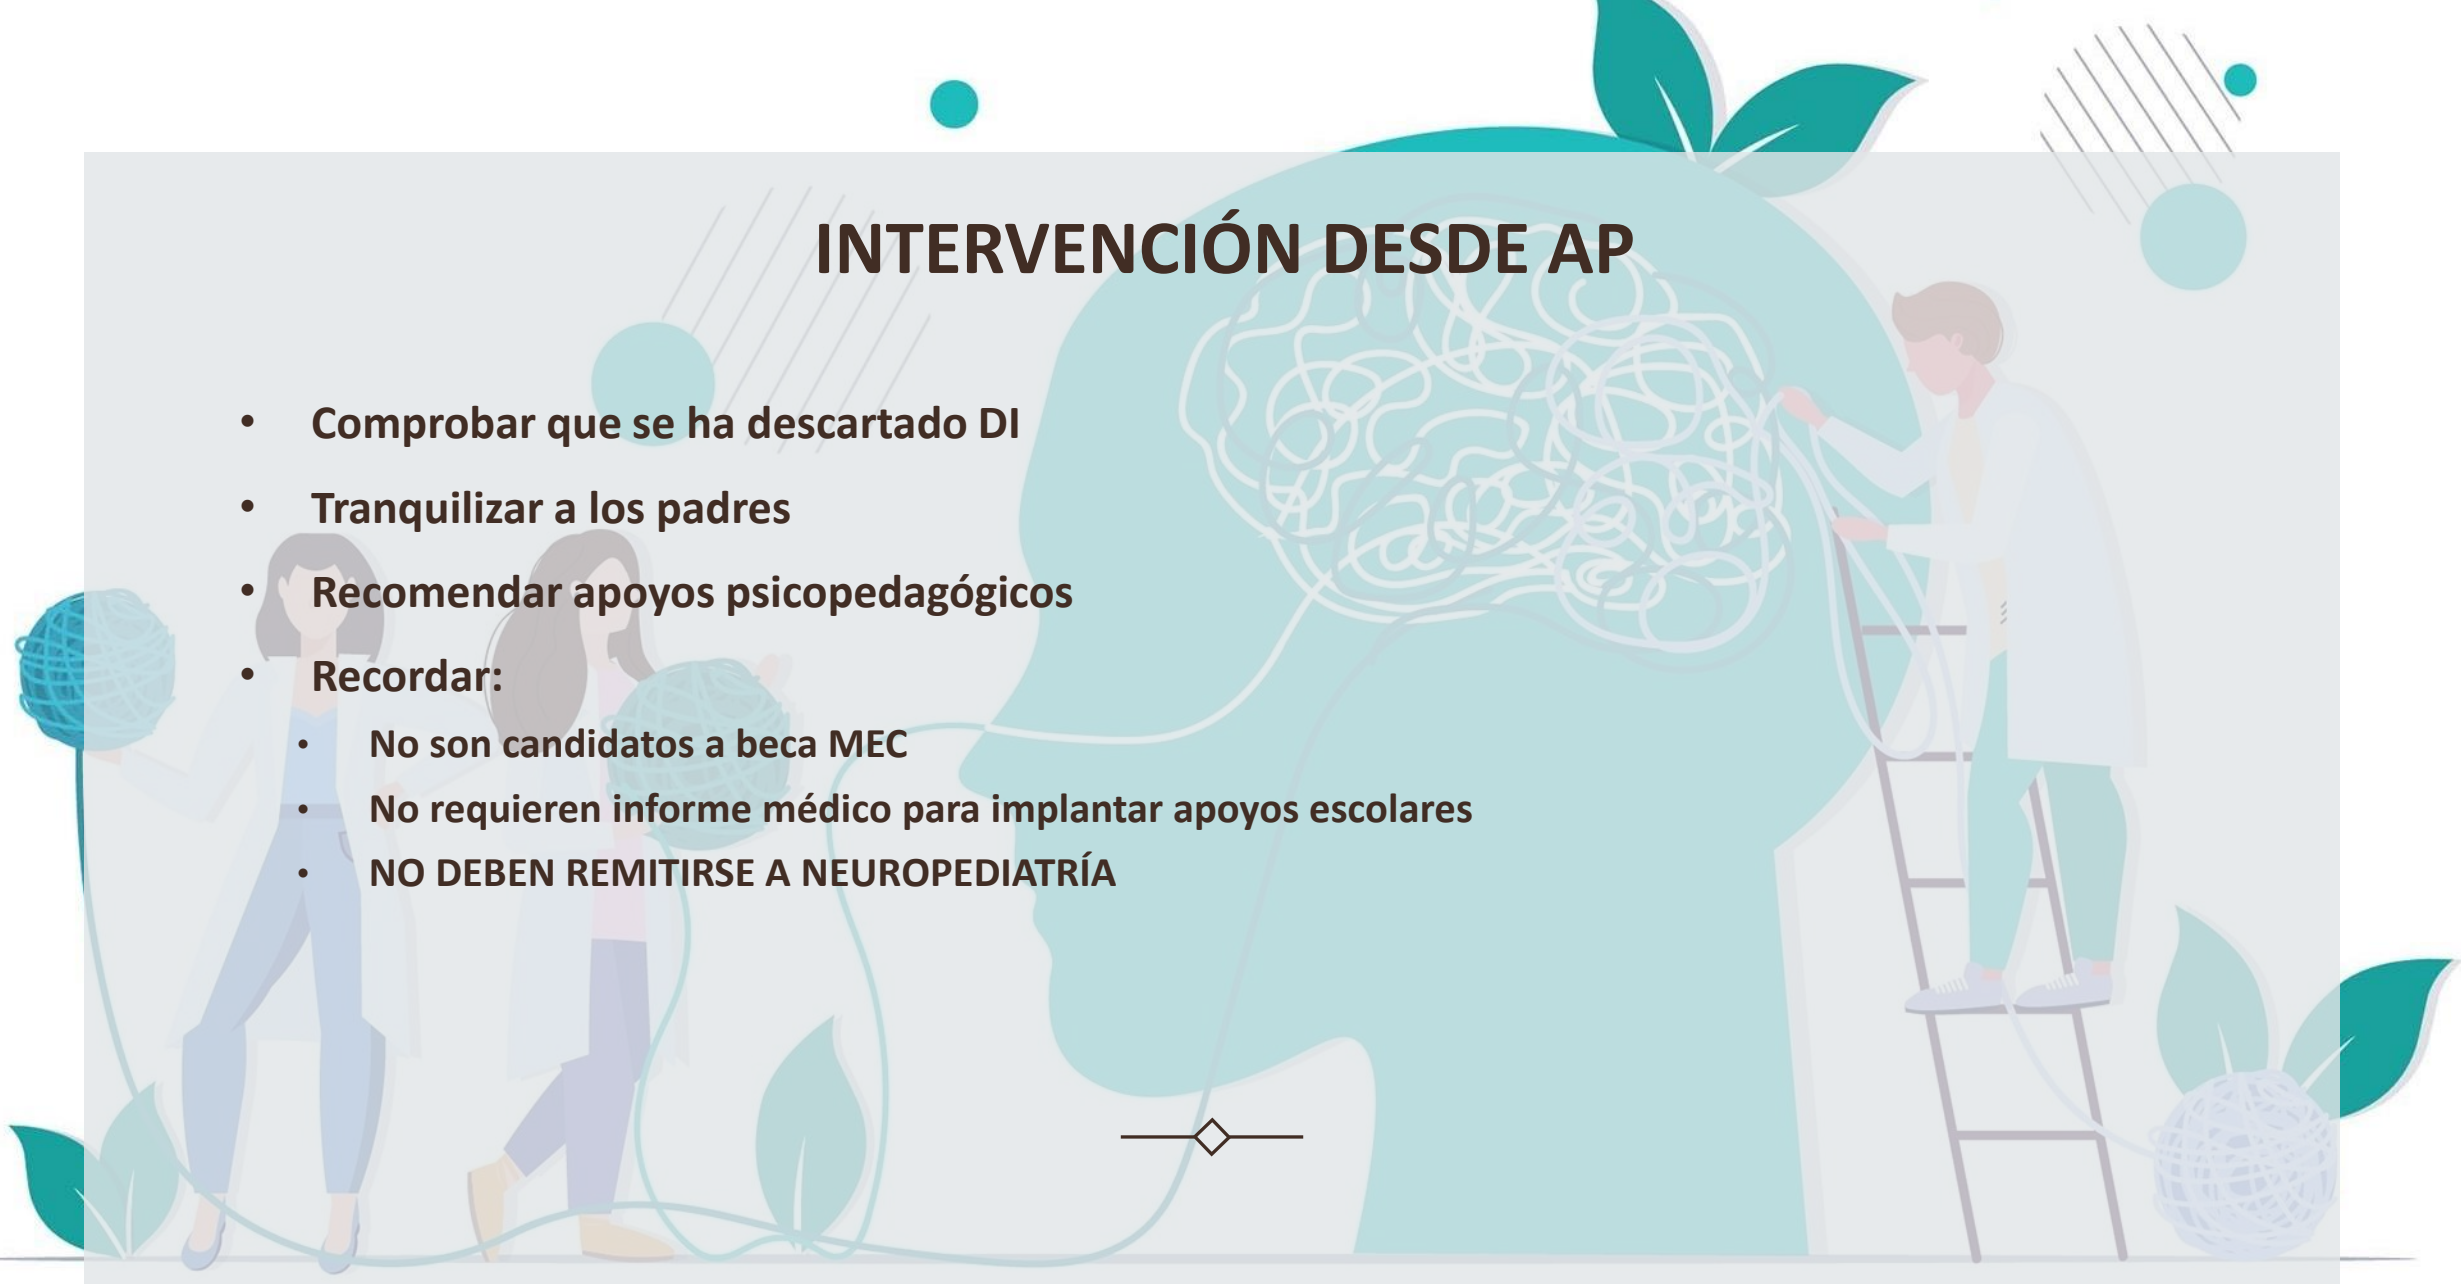 INTERVENCIÓN DESDE AP
• Comprobar que se ha descartado DI
• Tranquilizar a los padres
• Recomendar apoyos psicopedagógicos
• Recordar:
• No son candidatos a beca MEC
• No requieren informe médico para implantar apoyos escolares
• NO DEBEN REMITIRSE A NEUROPEDIATRÍA